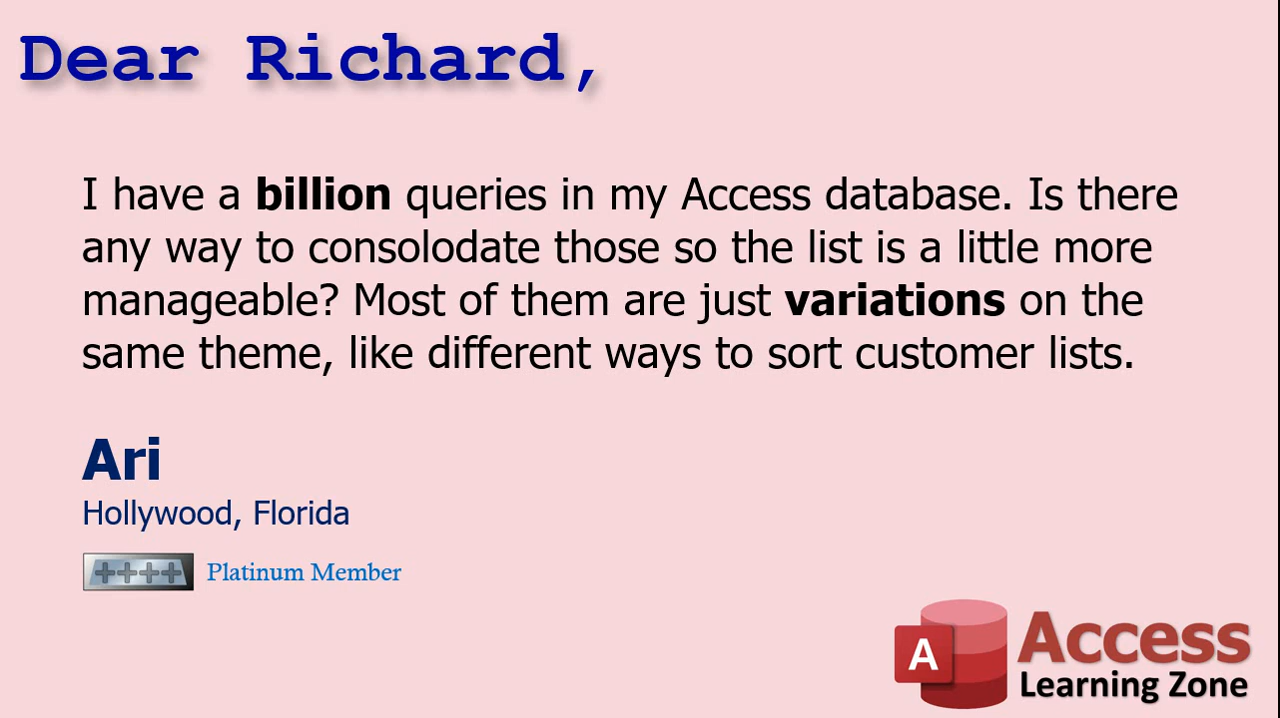 Dear Richard,
I have a billion queries in my Access database. Is there
any way to consolodate those so the list is a little more
manageable? Most of them are just variations on the
same theme, like different ways to sort customer lists.
Ari
Hollywood, Florida
++++ Platinum Member
A Access
Learning Zone